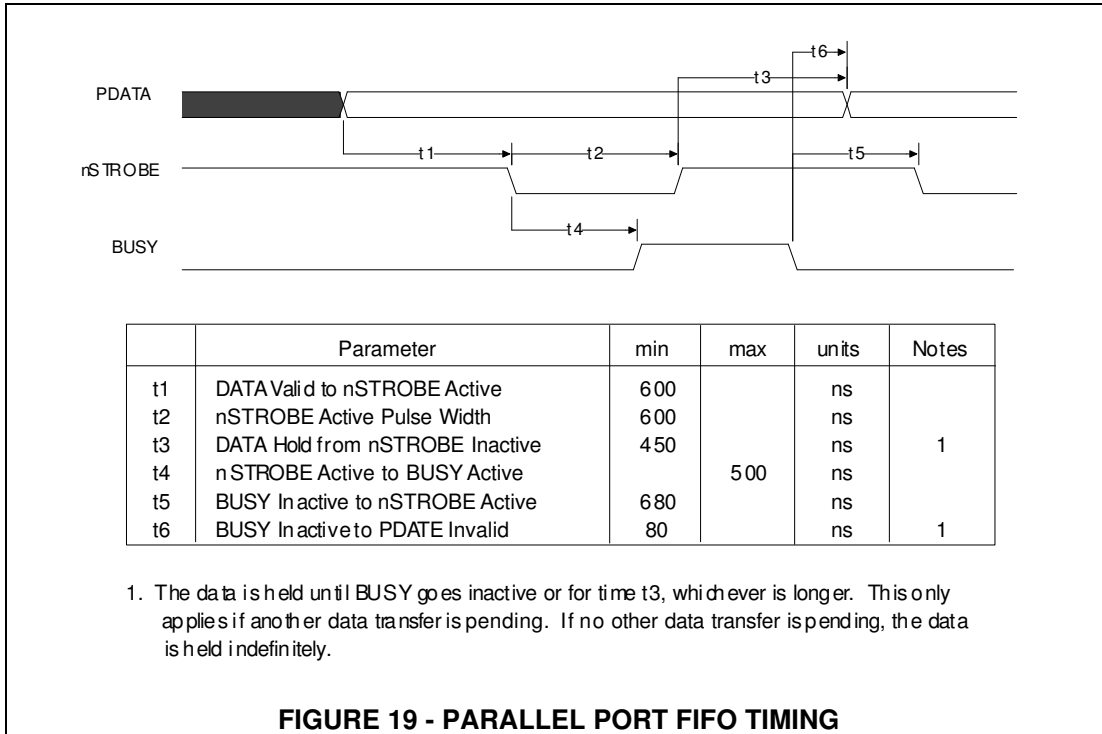 t6
t3
PDATA
t1
t2
t5
nSTROBE
t4
BUSY
Parameter min max units Notes
t1 DATA Valid to nSTROBE Active 600 ns
t2 nSTROBE Active Pulse Width 600 ns
t3 DATA Hold from nSTROBE Inactive 450 ns 1
t4 nSTROBE Active to BUSY Active 500 ns
t5 BUSY Inactive to nSTROBE Active 680 ns
t6 BUSY Inactive to PDATE Invalid 80 ns 1
1. The data is held until BUSY goes inactive or for time t3, whichever is longer. This only
applies if another data transfer is pending. If no other data transfer is pending, the data
is held indefinitely.
FIGURE 19 - PARALLEL PORT FIFO TIMING